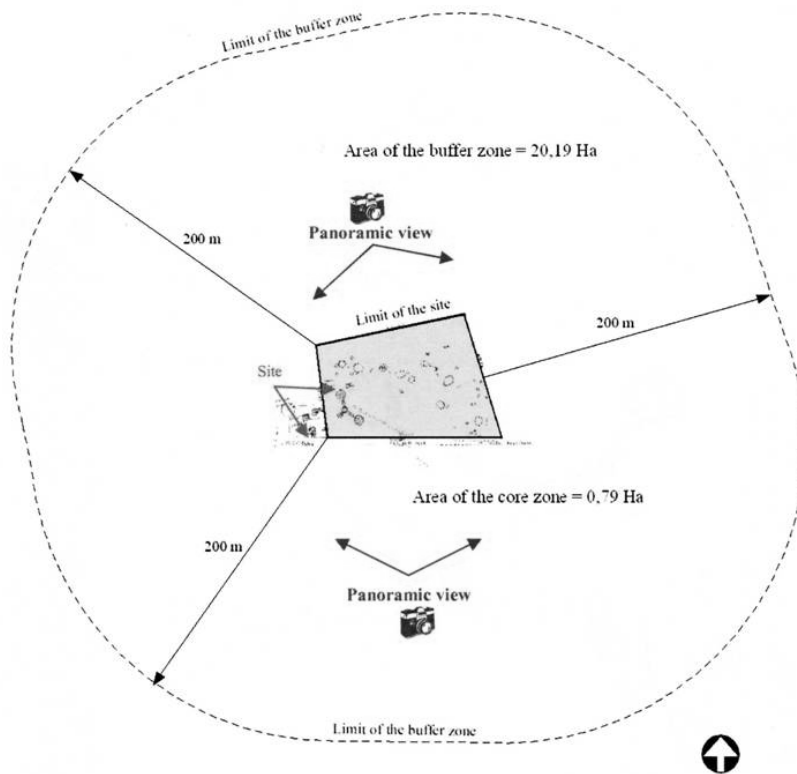 Limit of the buffer zone
Area of the buffer zone = 20,19 Ha
Panoramic view
200 m
Limit of the site
200 m
Site
Area of the core zone = 0,79 Ha
200 m
Panoramic view
Limit of the buffer zone